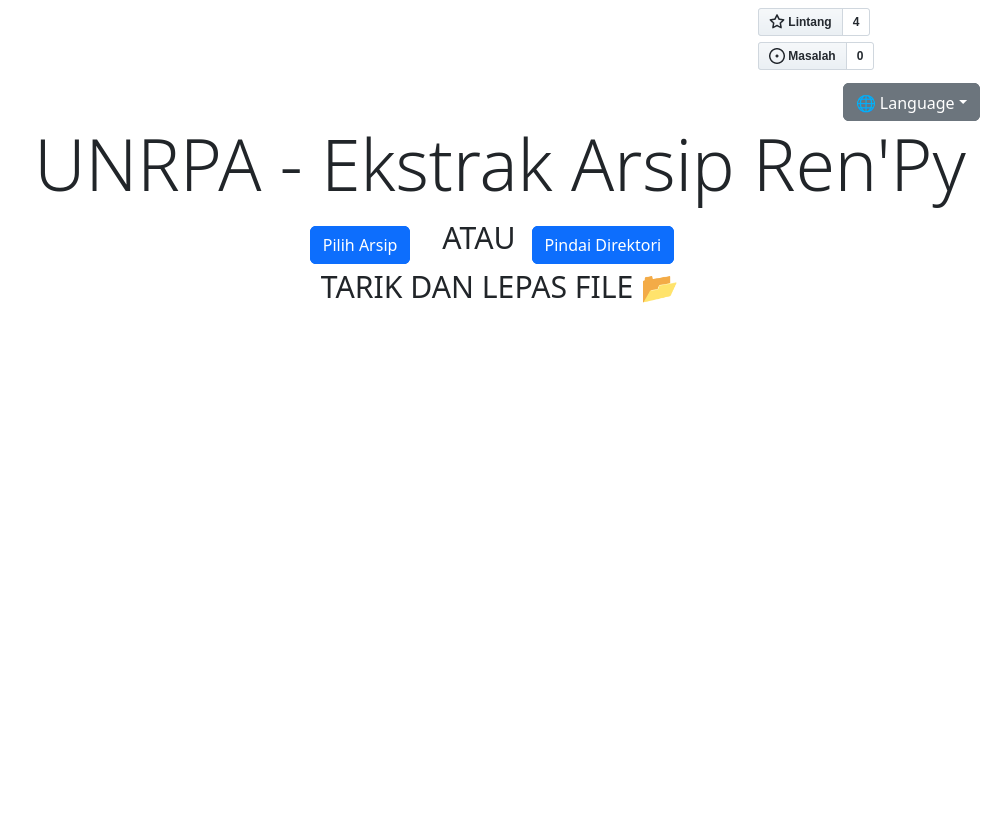 Lintang 4
Masalah 0
🌐 Language
UNRPA - Ekstrak Arsip Ren'Py
Pilih Arsip ATAU Pindai Direktori
TARIK DAN LEPAS FILE 📂